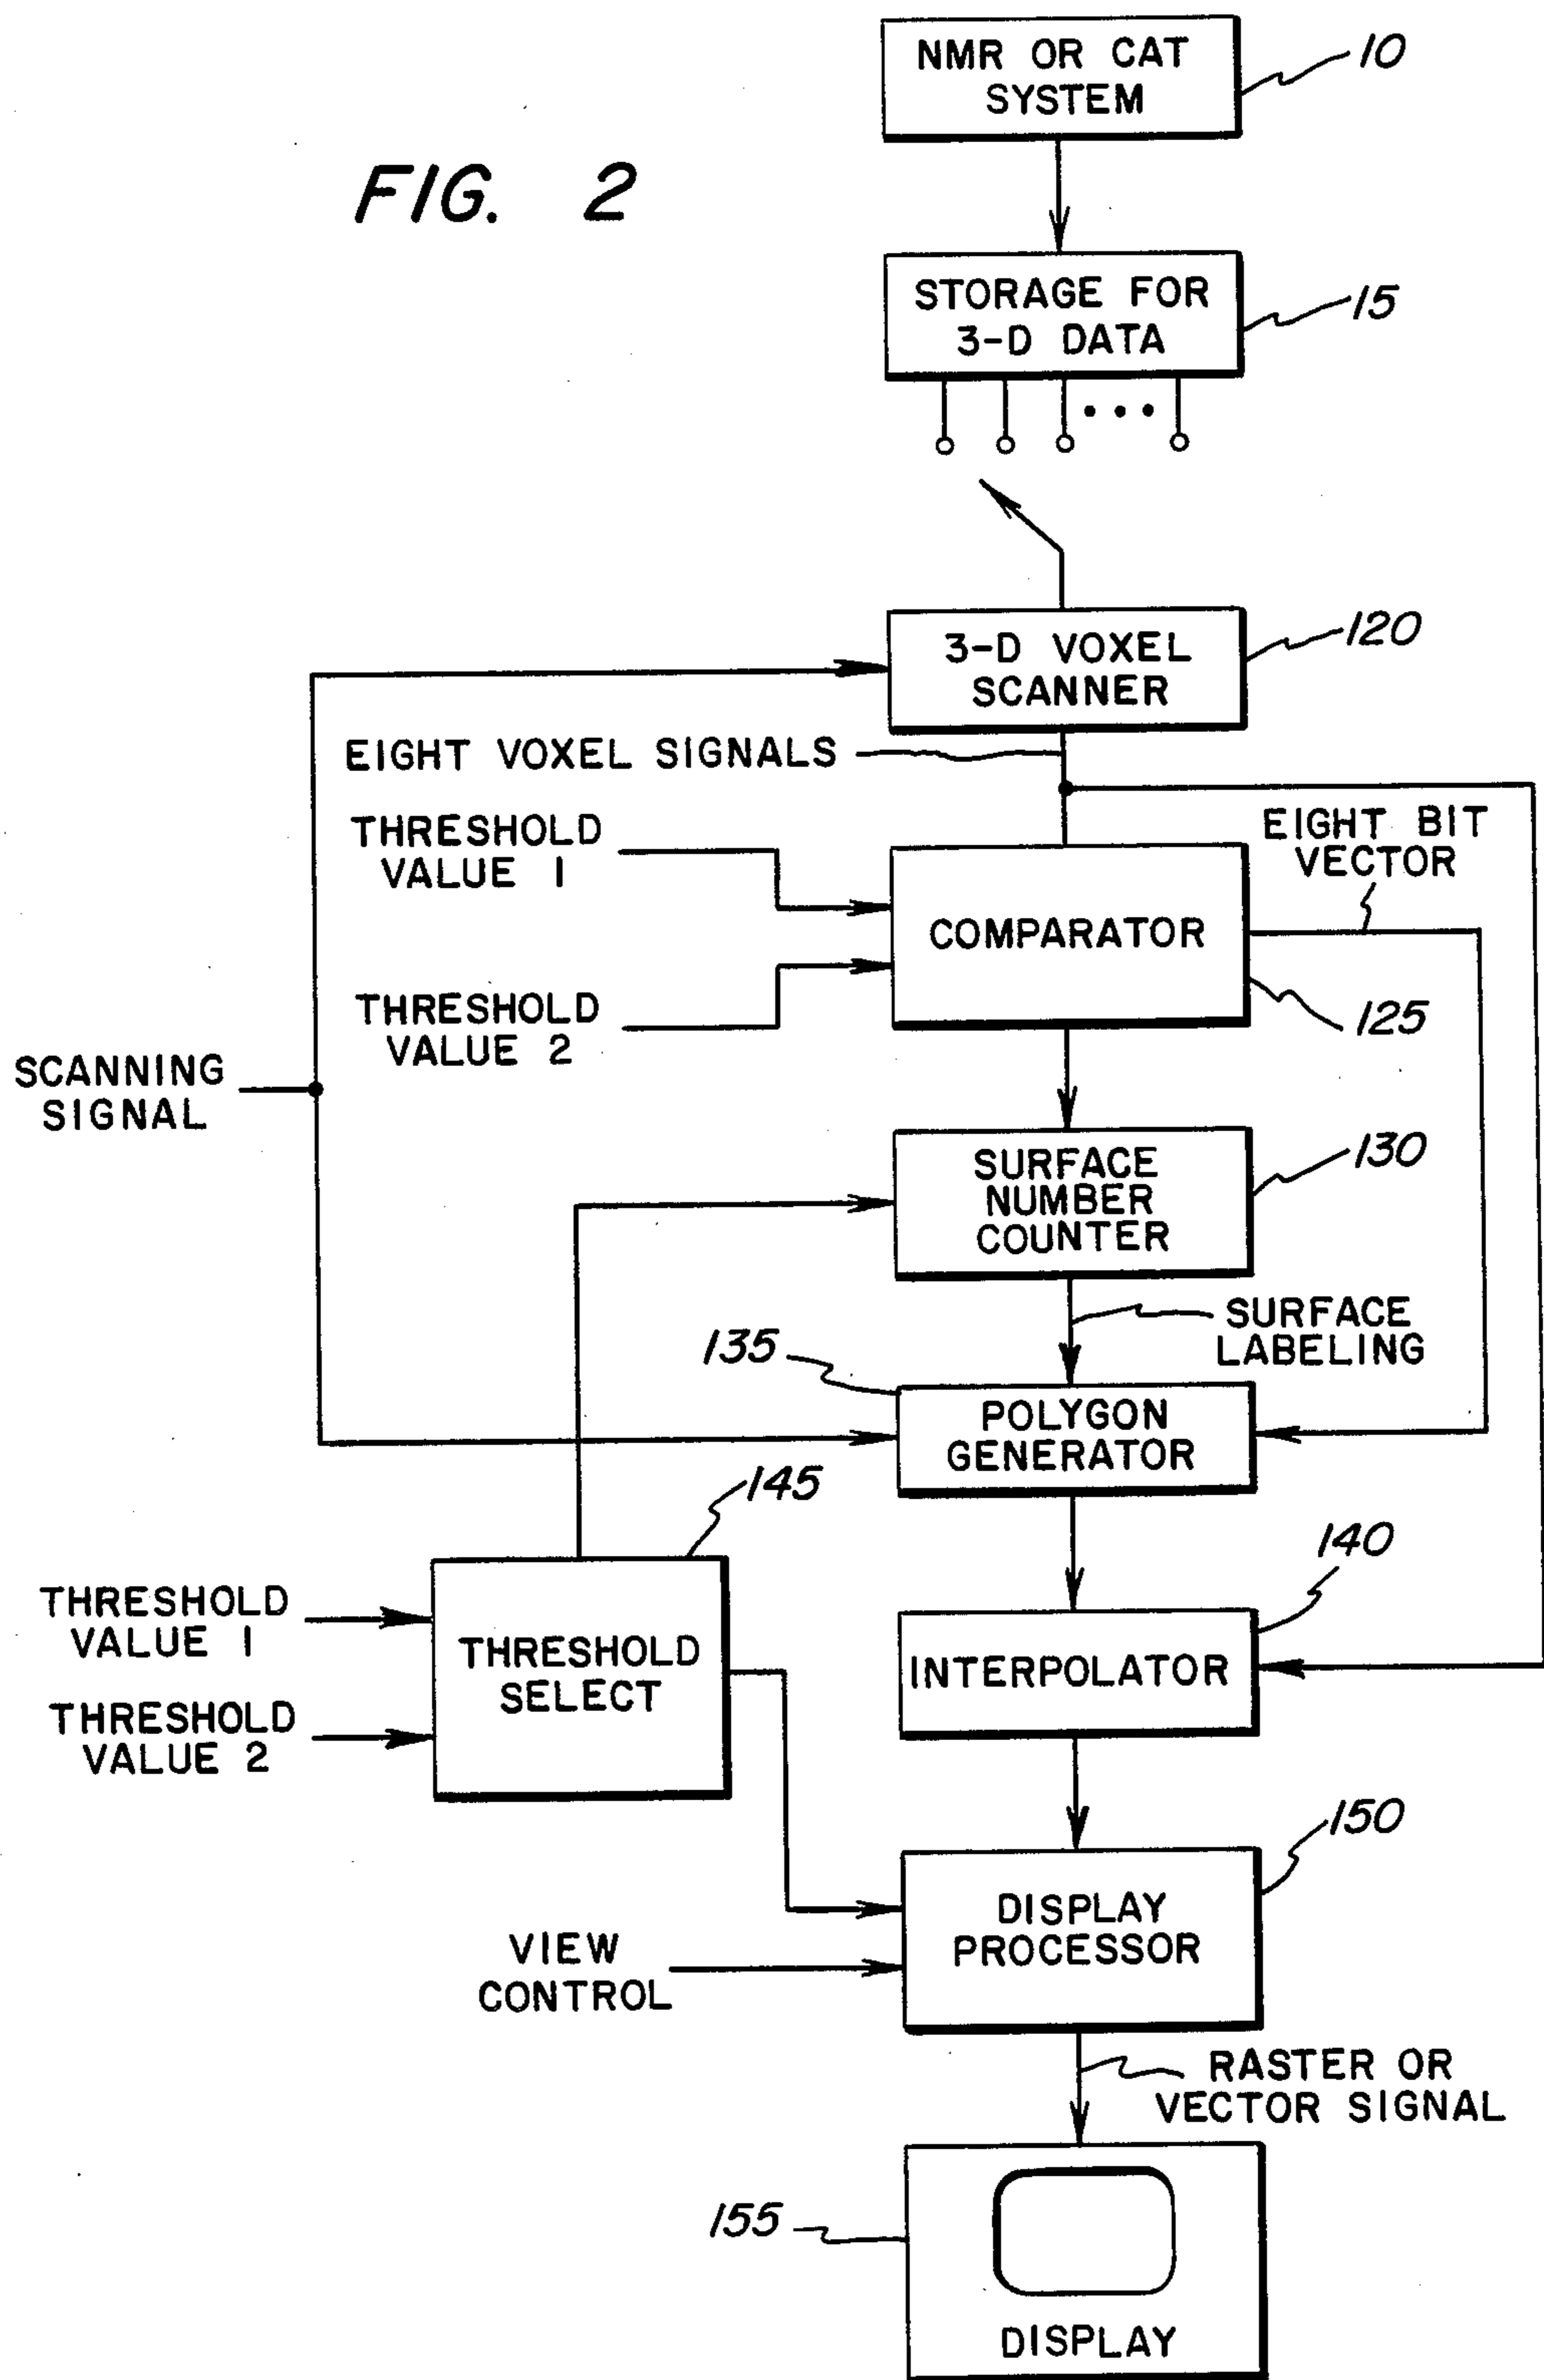 FIG. 2
NMR OR CAT
SYSTEM
10
STORAGE FOR
3-D DATA
15
3-D VOXEL
SCANNER
120
EIGHT VOXEL SIGNALS
THRESHOLD
VALUE 1
EIGHT BIT
VECTOR
COMPARATOR
THRESHOLD
VALUE 2
125
SCANNING
SIGNAL
SURFACE
NUMBER
COUNTER
130
SURFACE
LABELING
135
POLYGON
GENERATOR
145
140
THRESHOLD
VALUE 1
THRESHOLD
SELECT
INTERPOLATOR
THRESHOLD
VALUE 2
150
DISPLAY
PROCESSOR
VIEW
CONTROL
RASTER OR
VECTOR SIGNAL
155
DISPLAY